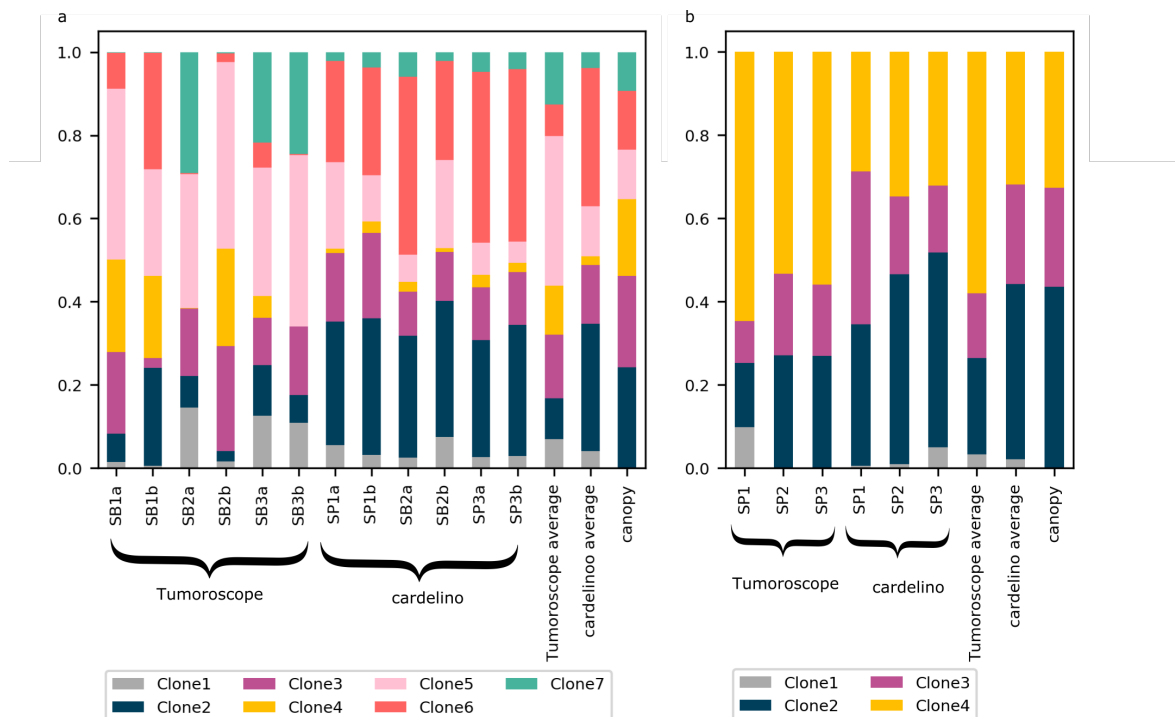 a
1.0
0.8
0.6
0.4
0.2
0.0
SB1a
SB1b
SB2a
SB2b
SB3a
SB3b
SP1a
SP1b
SB2a
SB2b
SP3a
SP3b
Tumoroscope average
cardelinoo average
canopy
Tumoroscope
cardelino
Clone1 Clone3 Clone5 Clone7
Clone2 Clone4 Clone6
b
1.0
0.8
0.6
0.4
0.2
0.0
SP1
SP2
SP3
SP1
SP2
SP3
Tumoroscope average
cardelino average
canopy
Tumoroscope
cardelino
Clone1 Clone3
Clone2 Clone4